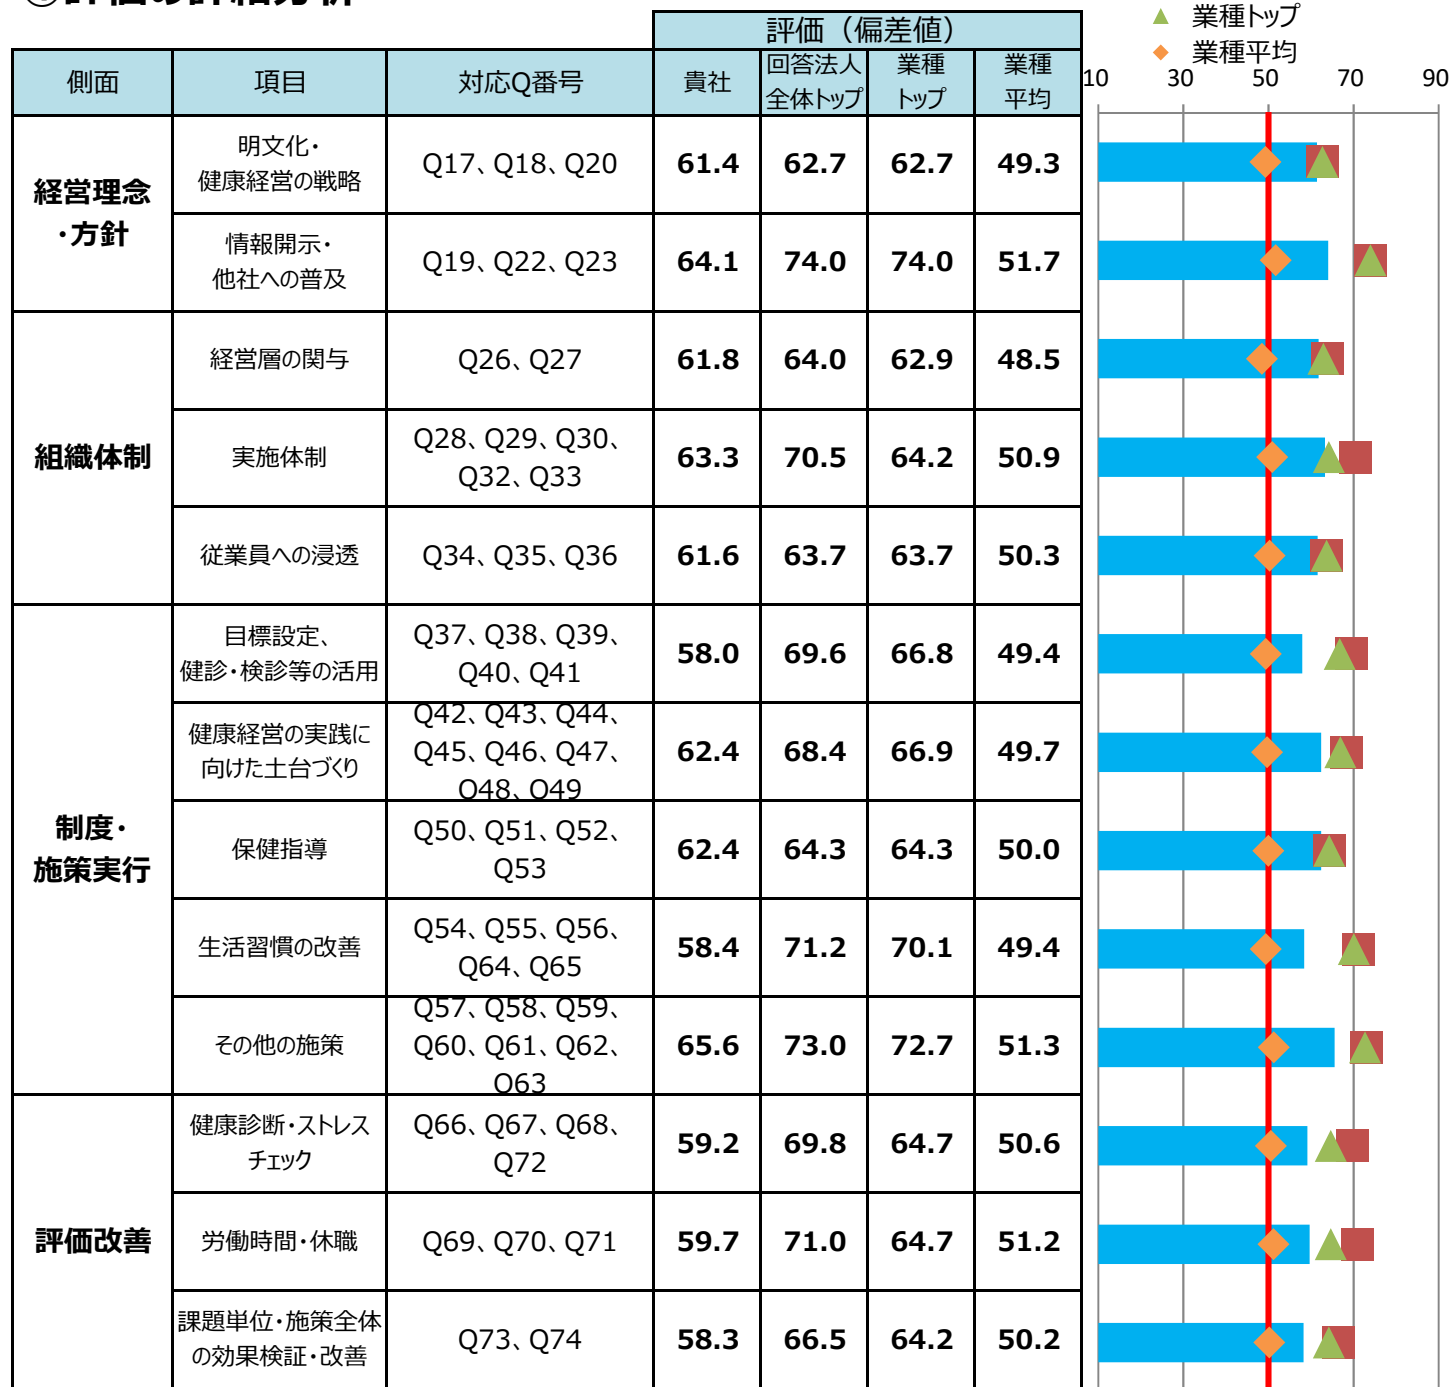 評価の詳細分析
▲ 業種トップ
◆ 業種平均
評価（偏差値）
側面 項目 対応Q番号 貴社 回答法人全体トップ 業種トップ 業種平均
10 30 50 70 90
経営理念・方針
明文化・健康経営の戦略 Q17、Q18、Q20 61.4 62.7 62.7 49.3
情報開示・他社への普及 Q19、Q22、Q23 64.1 74.0 74.0 51.7
組織体制
経営層の関与 Q26、Q27 61.8 64.0 62.9 48.5
実施体制 Q28、Q29、Q30、Q32、Q33 63.3 70.5 64.2 50.9
従業員への浸透 Q34、Q35、Q36 61.6 63.7 63.7 50.3
制度・施策実行
目標設定、健診・検診等の活用 Q37、Q38、Q39、Q40、Q41 58.0 69.6 66.8 49.4
健康経営の実践に向けた土台づくり Q42、Q43、Q44、Q45、Q46、Q47、Q48、Q49 62.4 68.4 66.9 49.7
保健指導 Q50、Q51、Q52、Q53 62.4 64.3 64.3 50.0
生活習慣の改善 Q54、Q55、Q56、Q64、Q65 58.4 71.2 70.1 49.4
その他の施策 Q57、Q58、Q59、Q60、Q61、Q62、Q63 65.6 73.0 72.7 51.3
評価改善
健康診断・ストレスチェック Q66、Q67、Q68、Q72 59.2 69.8 64.7 50.6
労働時間・休職 Q69、Q70、Q71 59.7 71.0 64.7 51.2
課題単位・施策全体の効果検証・改善 Q73、Q74 58.3 66.5 64.2 50.2